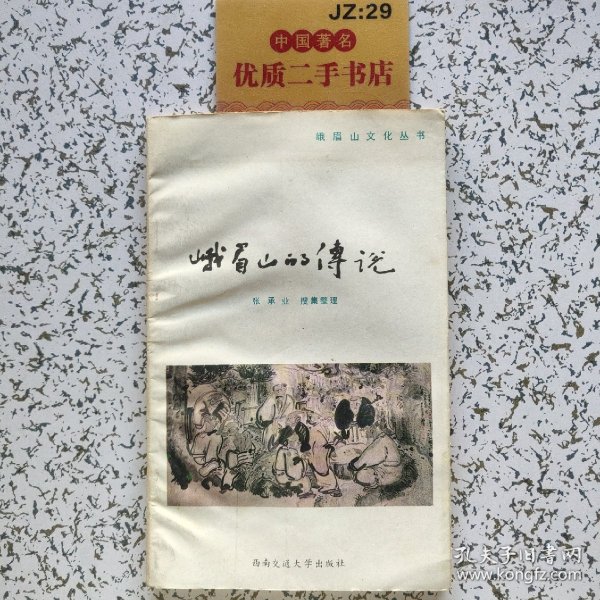 JZ:29
中国著名
优质二手书店
峨眉山文化丛书
峨眉山的傳说
张承业 搜集整理
西南交通大学出版社
孔夫子旧书网
www.kongfz.com